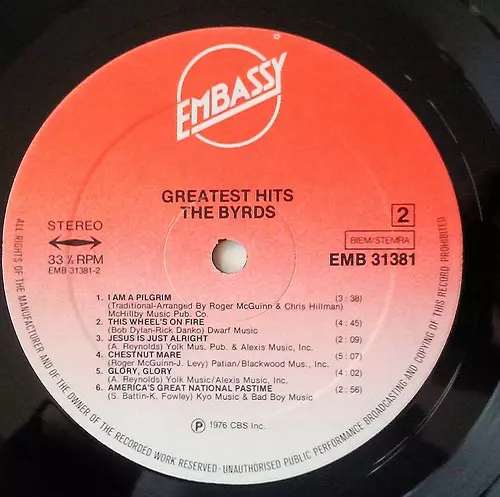 EMBASSY
GREATEST HITS
THE BYRDS
STEREO
33 ⅓ RPM
EMB 31381-2
2
BIEM/STEMRA
EMB 31381
1. I AM A PILGRIM (3 : 38)
(Traditional-Arranged By Roger McGuinn & Chris Hillman)
McHillby Music Pub. Co.
2. THIS WHEEL'S ON FIRE (4 : 45)
(Bob Dylan-Rick Danko) Dwarf Music
3. JESUS IS JUST ALRIGHT (2 : 09)
(A. Reynolds) Yolk Mus. Pub. & Alexis Music, Inc.
4. CHESTNUT MARE (5 : 07)
(Roger McGuinn-J. Levy) Patian/Blackwood Mus., Inc.
5. GLORY, GLORY (4 : 02)
(A. Reynolds) Yolk Music/Alexis Music, Inc.
6. AMERICA'S GREAT NATIONAL PASTIME (2 : 56)
(S. Battin-K. Fowley) Kyo Music & Bad Boy Music
℗ 1976 CBS Inc.
ALL RIGHTS OF THE MANUFACTURER AND OF THE OWNER OF THE RECORDED WORK RESERVED - UNAUTHORISED PUBLIC PERFORMANCE BROADCASTING AND COPYING OF THIS RECORD PROHIBITED